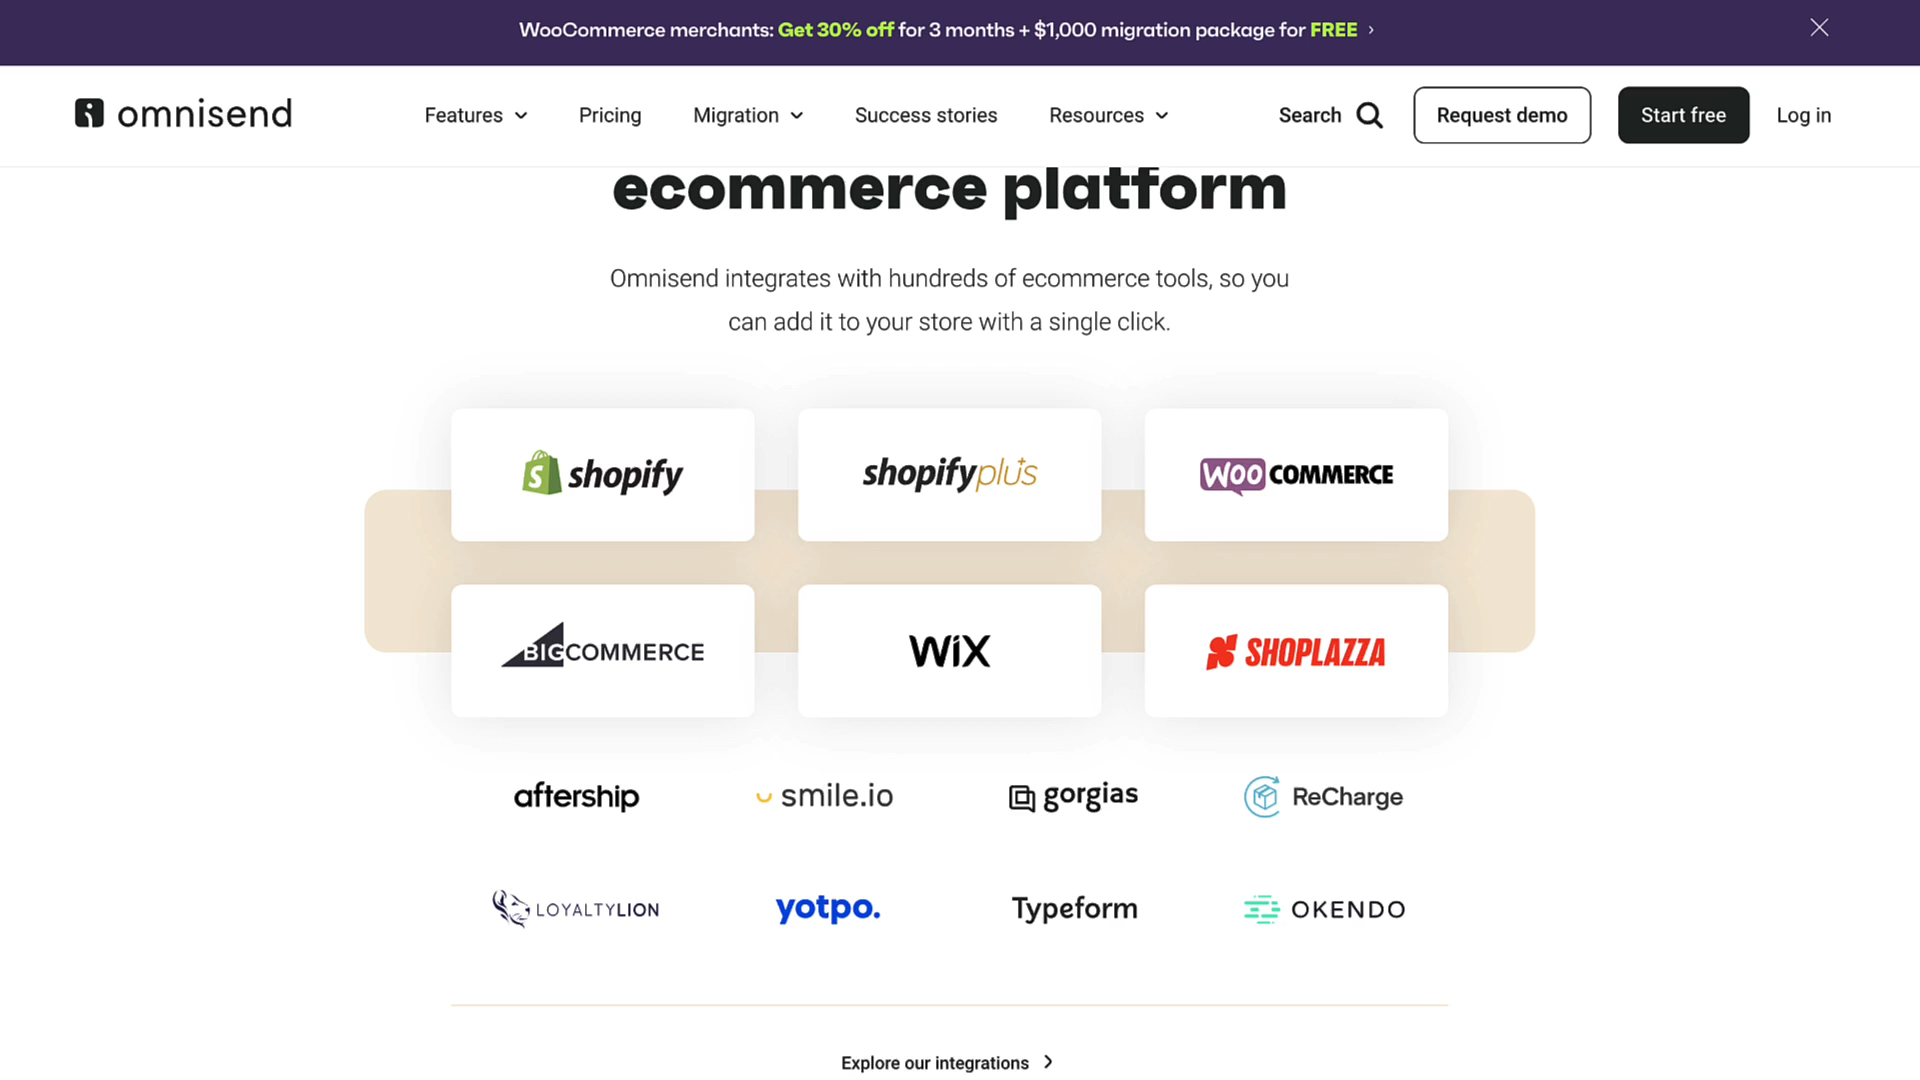 WooCommerce merchants: Get 30% off for 3 months + $1,000 migration package for FREE
omnisend
Features
Pricing
Migration
Success stories
Resources
Search
Request demo
Start free
Log in
ecommerce platform
Omnisend integrates with hundreds of ecommerce tools, so you
can add it to your store with a single click.
shopify
shopifyplus
WOOCOMMERCE
BIGCOMMERCE
WiX
SHOPLAZZA
aftership
smile.io
gorgias
ReCharge
LOYALTYLION
yotpo.
Typeform
OKENDO
Explore our integrations